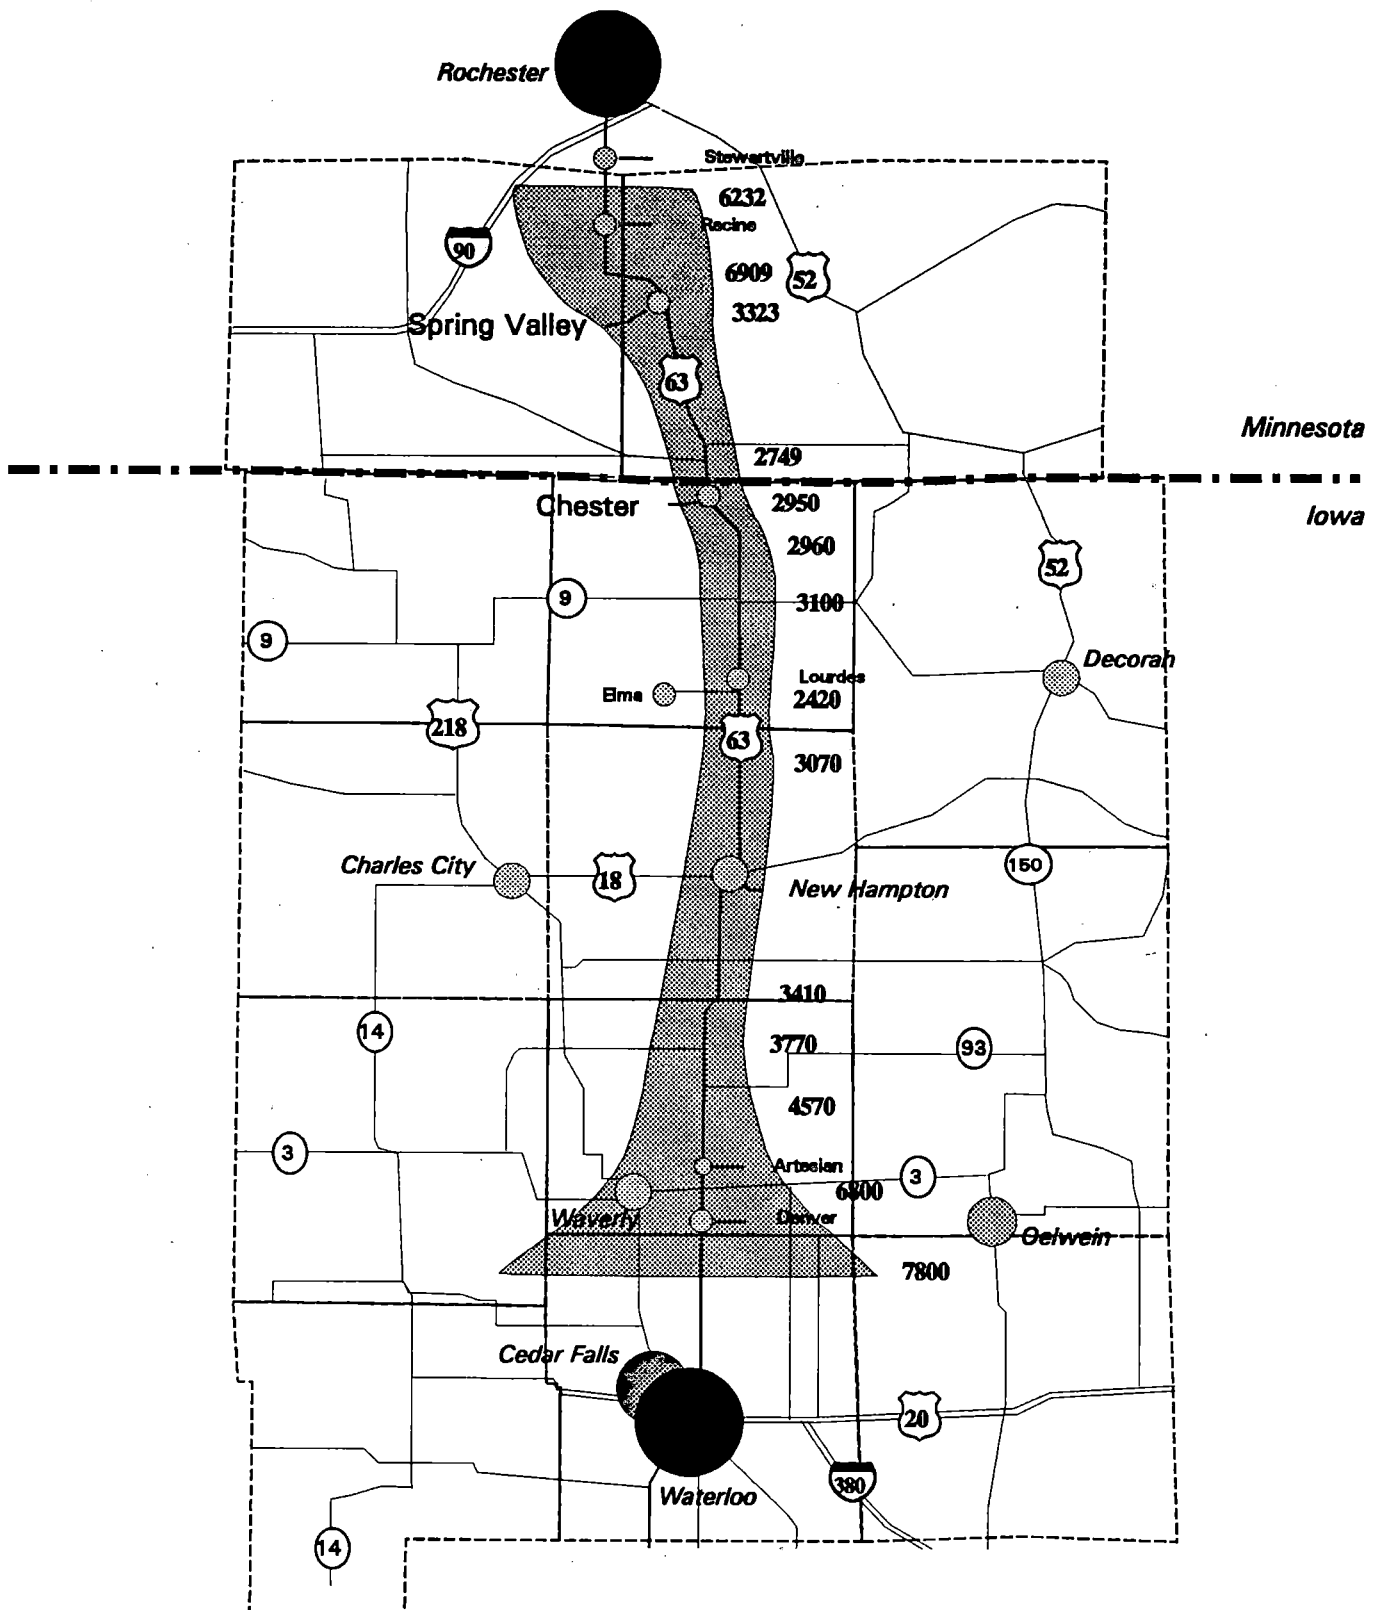 Rochester
Stewartville
6232
Racine
90
6909
52
3323
Spring Valley
63
Minnesota
2749
Chester
2950
Iowa
2960
52
9
3100
9
Decorah
Lourdes
Elma
2420
218
63
3070
Charles City
18
150
New Hampton
3410
14
3770
93
4570
3
Artesian
3
6800
Waverly
Denver
Oelwein
7800
Cedar Falls
20
380
Waterloo
14